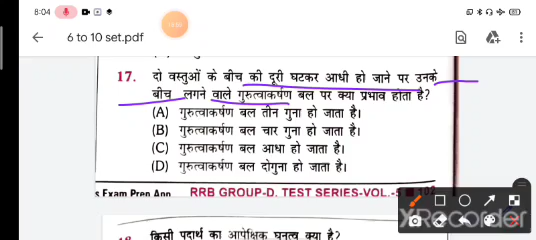 8:04
6 to 10 set.pdf
17. दो वस्तुओं के बीच की दूरी घटकर आधी हो जाने पर उनके
बीच लगने वाले गुरुत्वाकर्षण बल पर क्या प्रभाव होता है?
(A) गुरुत्वाकर्षण बल तीन गुना हो जाता है।
(B) गुरुत्वाकर्षण बल चार गुना हो जाता है।
(C) गुरुत्वाकर्षण बल आधा हो जाता है।
(D) गुरुत्वाकर्षण बल दोगुना हो जाता है।
s Exam Prep App RRB GROUP-D. TEST SERIES-VOL.-5
XRecorder
किसी पदार्थ का आपेक्षिक घनत्व क्या है?